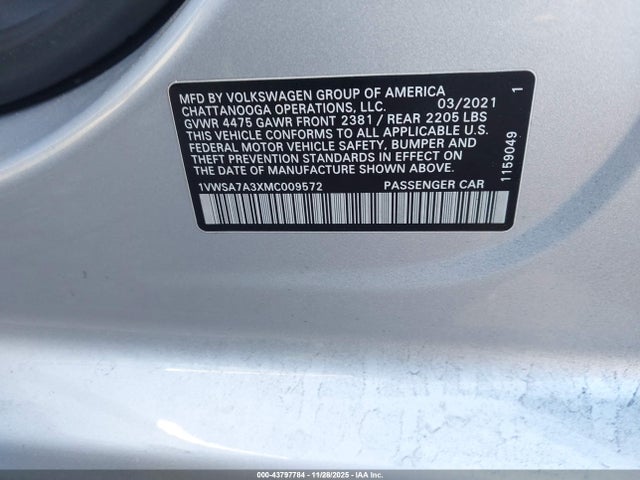 MFD BY VOLKSWAGEN GROUP OF AMERICA
CHATTANOOGA OPERATIONS, LLC. 03/2021
GVWR 4475 GAWR FRONT 2381 / REAR 2205 LBS
THIS VEHICLE CONFORMS TO ALL APPLICABLE U.S.
FEDERAL MOTOR VEHICLE SAFETY, BUMPER AND
THEFT PREVENTION STANDARDS IN EFFECT ON
THE DATE OF MANUFACTURE SHOWN ABOVE.
1VWSA7A3XMC009572 PASSENGER CAR
1159049 1
000-43797784 - 11/28/2025 - IAA Inc.